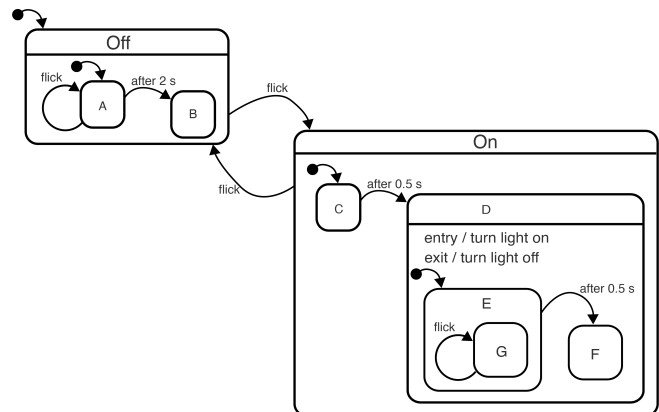 Off
flick
after 2 s
A
B
flick
flick
On
C
after 0.5 s
D
entry / turn light on
exit / turn light off
E
after 0.5 s
flick
G
F